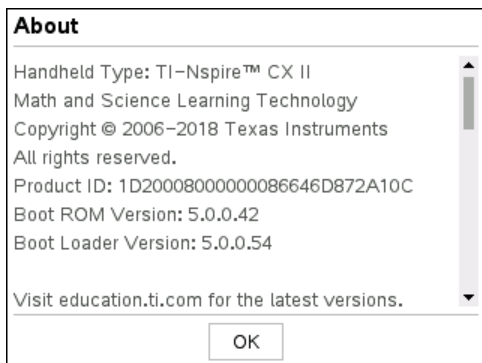 About
Handheld Type: TI-Nspire™ CX II
Math and Science Learning Technology
Copyright © 2006-2018 Texas Instruments
All rights reserved.
Product ID: 1D20008000000086646D872A10C
Boot ROM Version: 5.0.0.42
Boot Loader Version: 5.0.0.54
Visit education.ti.com for the latest versions.
OK